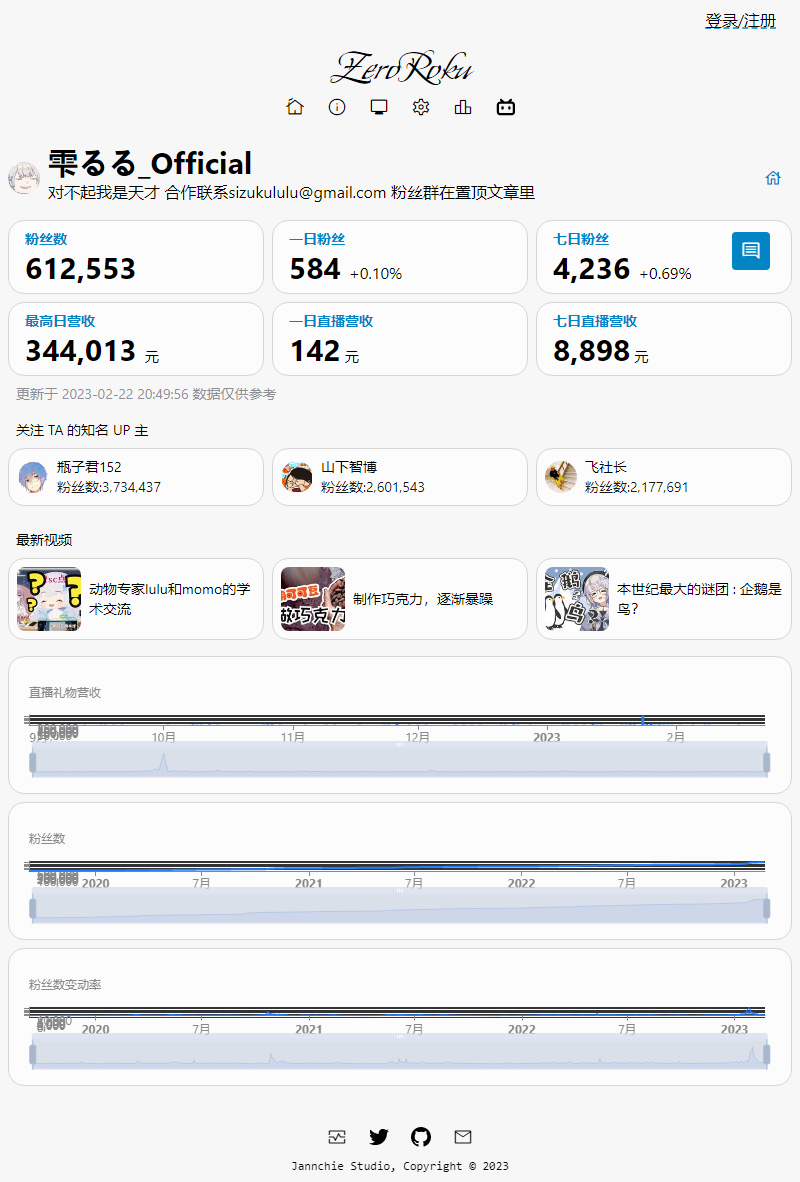 登录/注册
ZeroRoku
雫るる_Official
对不起我是天才 合作联系sizukululu@gmail.com 粉丝群在置顶文章里
粉丝数
612,553
一日粉丝
584 +0.10%
七日粉丝
4,236 +0.69%
最高日营收
344,013 元
一日直播营收
142 元
七日直播营收
8,898 元
更新于 2023-02-22 20:49:56 数据仅供参考
关注 TA 的知名 UP 主
瓶子君152
粉丝数:3,734,437
山下智博
粉丝数:2,601,543
飞社长
粉丝数:2,177,691
最新视频
动物专家lulu和momo的学
术交流
制作巧克力，逐渐暴躁
做巧克力
本世纪最大的谜团 : 企鹅是
鸟?
直播礼物营收
10月 11月 12月 2023 2月
粉丝数
2020 7月 2021 7月 2022 7月 2023
粉丝数变动率
2020 7月 2021 7月 2022 7月 2023
Jannchie Studio, Copyright © 2023